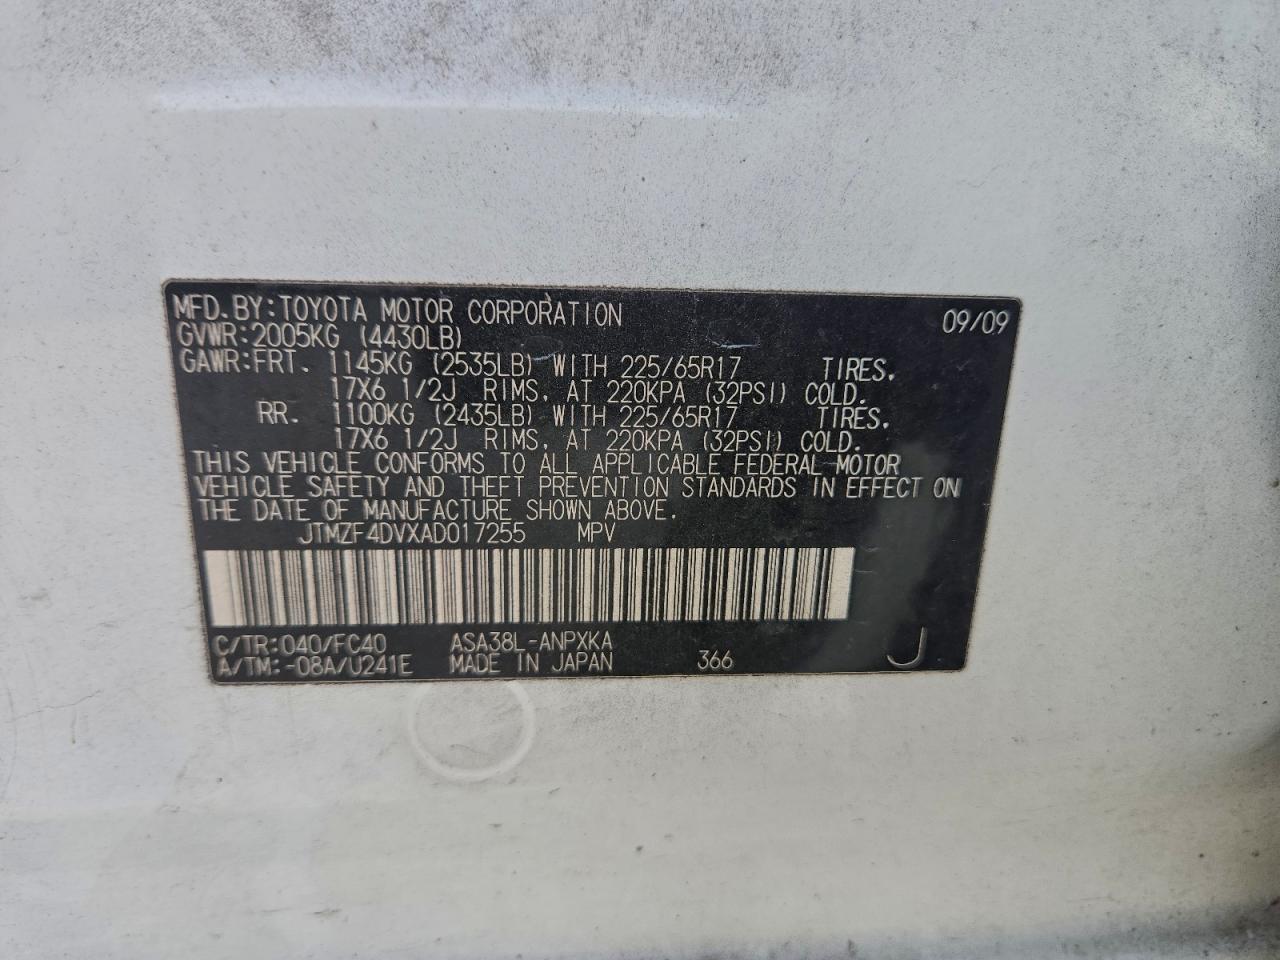 MFD. BY: TOYOTA MOTOR CORPORATION 09/09
GVWR: 2005KG (4430LB)
GAWR: FRT. 1145KG (2535LB) WITH 225/65R17 TIRES,
17X6 1/2J RIMS, AT 220KPA (32PSI) COLD.
RR. 1100KG (2435LB) WITH 225/65R17 TIRES,
17X6 1/2J RIMS, AT 220KPA (32PSI) COLD.
THIS VEHICLE CONFORMS TO ALL APPLICABLE FEDERAL MOTOR
VEHICLE SAFETY AND THEFT PREVENTION STANDARDS IN EFFECT ON
THE DATE OF MANUFACTURE SHOWN ABOVE.
JTMZF4DVXAD017255 MPV
C/TR: 040/FC40 ASA38L-ANPXKA
A/TM: -08A/U241E MADE IN JAPAN 366 J